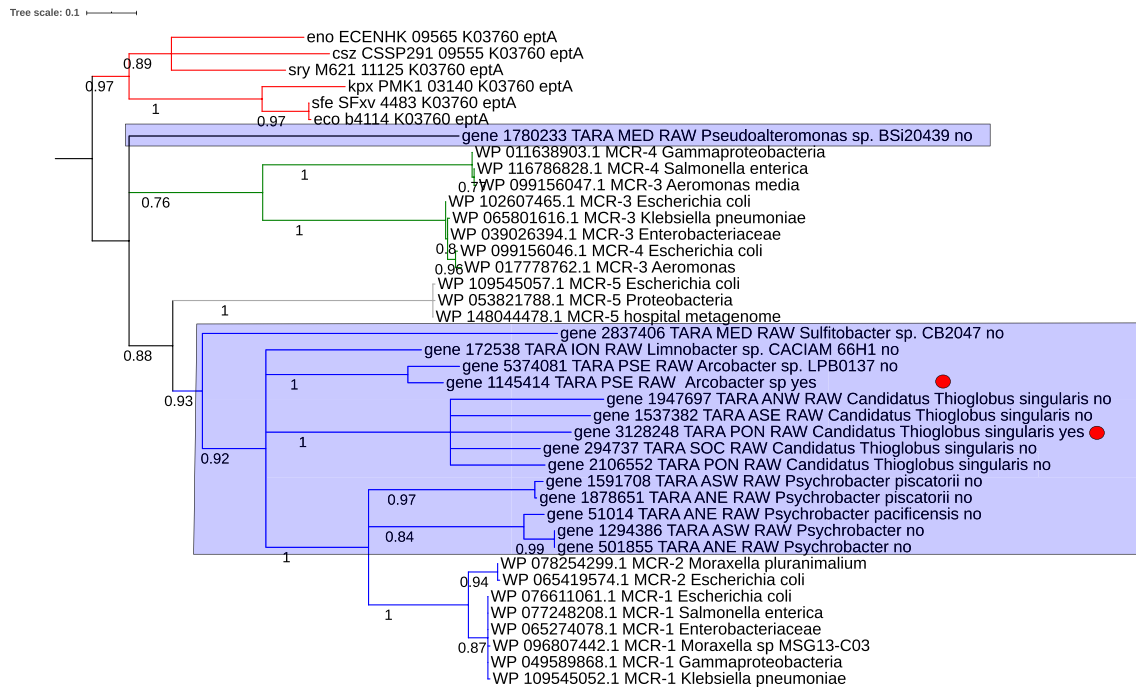 Tree scale: 0.1
eno ECENHK 09565 K03760 eptA
csz CSSP291 09555 K03760 eptA
0.89
sry M621 11125 K03760 eptA
0.97
kpx PMK1 03140 K03760 eptA
sfe SFxv 4483 K03760 eptA
1
eco b4114 K03760 eptA
0.97
gene 1780233 TARA MED RAW Pseudoalteromonas sp. BSi20439 no
WP 011638903.1 MCR-4 Gammaproteobacteria
WP 116786828.1 MCR-4 Salmonella enterica
1
WP 099156047.1 MCR-3 Aeromonas media
0.77
0.76
WP 102607465.1 MCR-3 Escherichia coli
WP 065801616.1 MCR-3 Klebsiella pneumoniae
1
WP 039026394.1 MCR-3 Enterobacteriaceae
0.8
WP 099156046.1 MCR-4 Escherichia coli
0.96
WP 017778762.1 MCR-3 Aeromonas
WP 109545057.1 MCR-5 Escherichia coli
WP 053821788.1 MCR-5 Proteobacteria
1
WP 148044478.1 MCR-5 hospital metagenome
gene 2837406 TARA MED RAW Sulfitobacter sp. CB2047 no
gene 172538 TARA ION RAW Limnobacter sp. CACIAM 66H1 no
0.88
gene 5374081 TARA PSE RAW Arcobacter sp. LPB0137 no
1
gene 1145414 TARA PSE RAW Arcobacter sp yes
0.93
gene 1947697 TARA ANW RAW Candidatus Thioglobus singularis no
gene 1537382 TARA ASE RAW Candidatus Thioglobus singularis no
gene 3128248 TARA PON RAW Candidatus Thioglobus singularis yes
1
gene 294737 TARA SOC RAW Candidatus Thioglobus singularis no
0.92
gene 2106552 TARA PON RAW Candidatus Thioglobus singularis no
gene 1591708 TARA ASW RAW Psychrobacter piscatorii no
0.97
gene 1878651 TARA ANE RAW Psychrobacter piscatorii no
gene 51014 TARA ANE RAW Psychrobacter pacificensis no
gene 1294386 TARA ASW RAW Psychrobacter no
0.84
gene 501855 TARA ANE RAW Psychrobacter no
0.99
1
WP 078254299.1 MCR-2 Moraxella pluranimalium
WP 065419574.1 MCR-2 Escherichia coli
0.94
WP 076611061.1 MCR-1 Escherichia coli
WP 077248208.1 MCR-1 Salmonella enterica
1
WP 065274078.1 MCR-1 Enterobacteriaceae
WP 096807442.1 MCR-1 Moraxella sp MSG13-C03
0.87
WP 049589868.1 MCR-1 Gammaproteobacteria
WP 109545052.1 MCR-1 Klebsiella pneumoniae